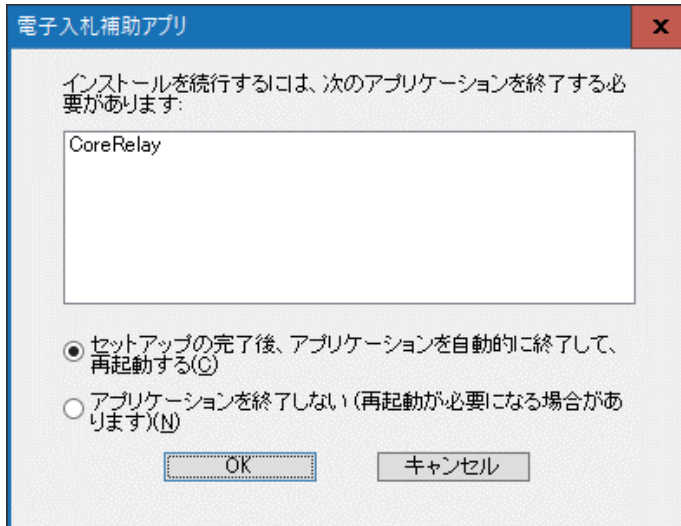 電子入札補助アプリ
x
インストールを続行するには、次のアプリケーションを終了する必
要があります:
CoreRelay
セットアップの完了後、アプリケーションを自動的に終了して、
再起動する(C)
アプリケーションを終了しない (再起動が必要になる場合があ
ります)(N)
OK
キャンセル